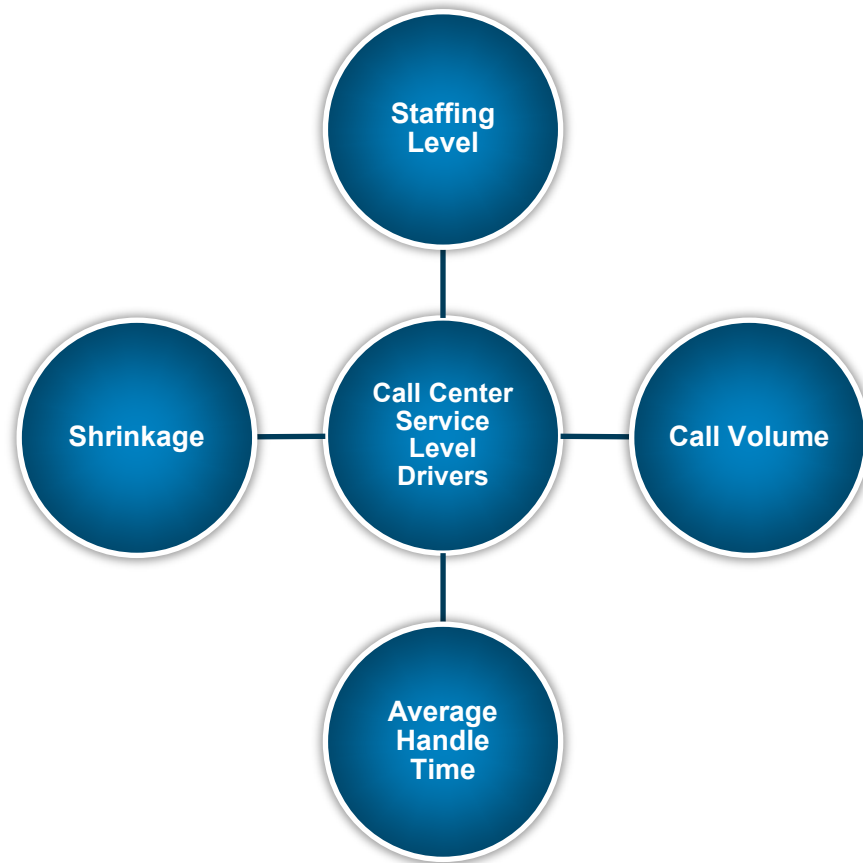 Staffing
Level
Shrinkage
Call Center
Service
Level
Drivers
Call Volume
Average
Handle
Time